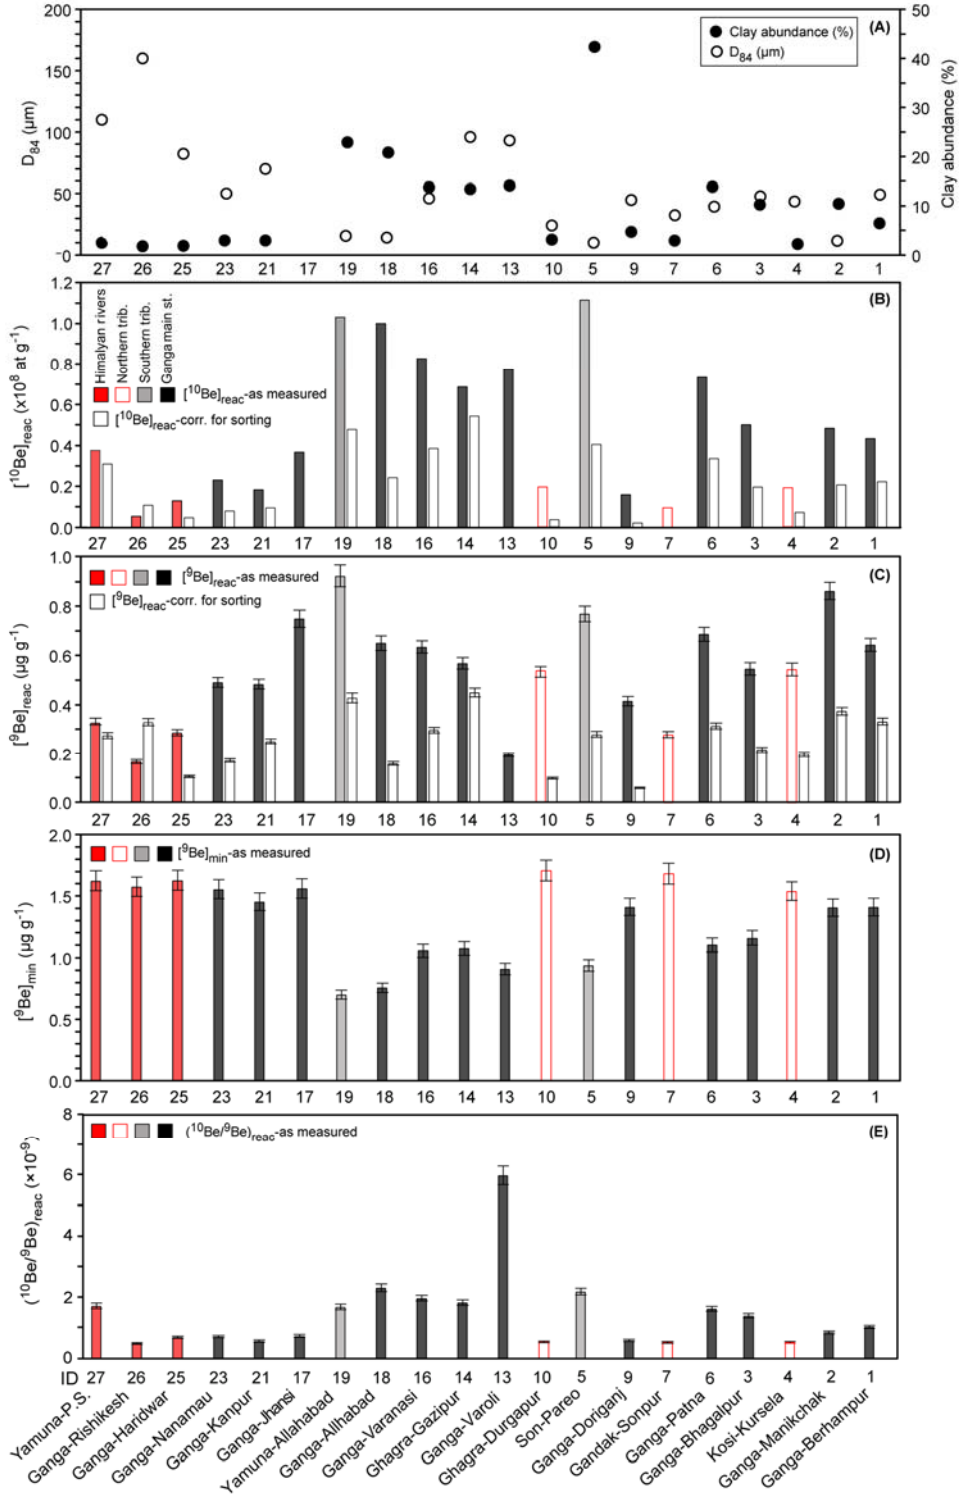 (A)
Clay abundance (%)
D84 (µm)
200
150
100
50
0
D84 (µm)
50
40
30
20
10
0
Clay abundance (%)
27 26 25 23 21 17 19 18 16 14 13 10 5 9 7 6 3 4 2 1
(B)
Himalyan rivers
Northern trib.
Southern trib.
Ganga main st.
[10Be]reac-as measured
[10Be]reac-corr. for sorting
1.2
1.0
0.8
0.6
0.4
0.2
0.0
[10Be]reac (x10^8 at g-1)
27 26 25 23 21 17 19 18 16 14 13 10 5 9 7 6 3 4 2 1
(C)
[9Be]reac-as measured
[9Be]reac-corr. for sorting
1.0
0.8
0.6
0.4
0.2
0.0
[9Be]reac (µg g-1)
27 26 25 23 21 17 19 18 16 14 13 10 5 9 7 6 3 4 2 1
(D)
[9Be]min-as measured
2.0
1.5
1.0
0.5
0.0
[9Be]min (µg g-1)
27 26 25 23 21 17 19 18 16 14 13 10 5 9 7 6 3 4 2 1
(E)
(10Be/9Be)reac-as measured
8
6
4
2
0
(10Be/9Be)reac (×10-9)
ID 27 26 25 23 21 17 19 18 16 14 13 10 5 9 7 6 3 4 2 1
Yamuna-P.S.
Ganga-Rishikesh
Ganga-Haridwar
Ganga-Nanamau
Ganga-Kanpur
Ganga-Jhansi
Yamuna-Allahabad
Ganga-Allhabad
Ganga-Varanasi
Ghagra-Gazipur
Ganga-Varoli
Ghagra-Durgapur
Son-Pareo
Ganga-Doriganj
Gandak-Sonpur
Ganga-Patna
Ganga-Bhagalpur
Kosi-Kursela
Ganga-Manikchak
Ganga-Berhampur